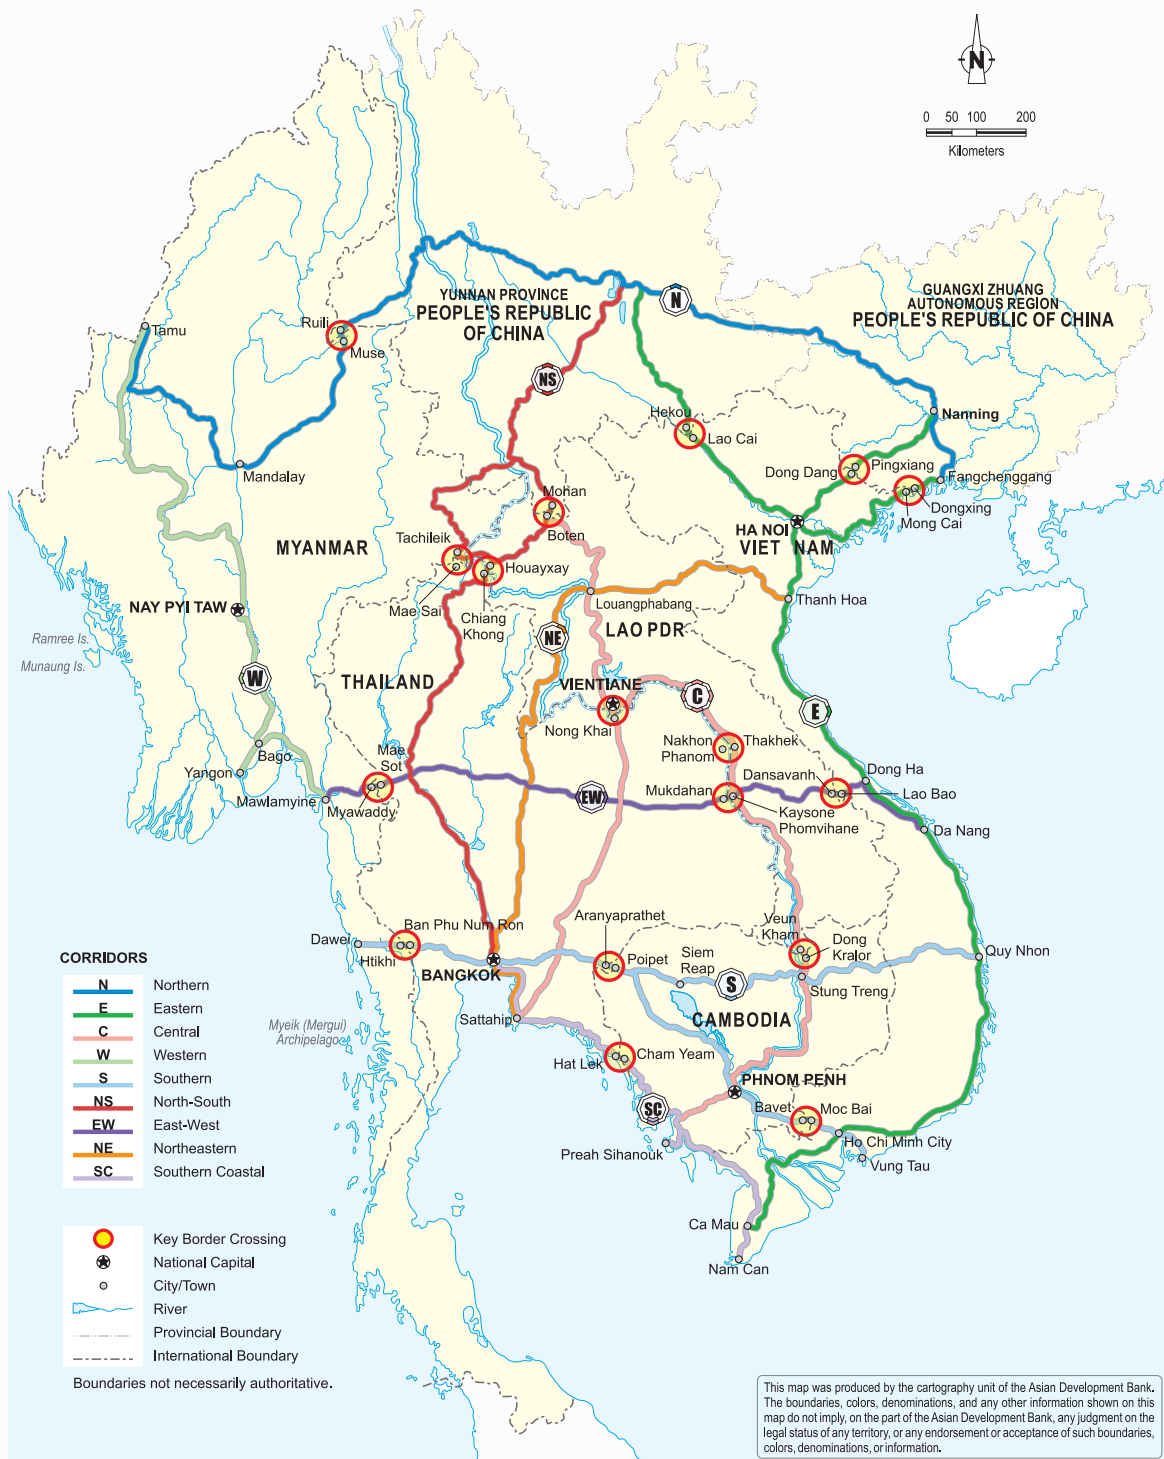 N
0 50 100 200
Kilometers
YUNNAN PROVINCE
PEOPLE'S REPUBLIC
OF CHINA
GUANGXI ZHUANG
AUTONOMOUS REGION
PEOPLE'S REPUBLIC OF CHINA
N
Tamu
Ruili
Muse
NS
Hekou
Lao Cai
Nanning
Mandalay
Dong Dang
Pingxiang
Fangchenggang
Mohan
Dongxing
Mong Cai
HA NOI
VIET NAM
Boten
MYANMAR
Tachileik
Houayxay
Mae Sai
Chiang
Khong
Louangphabang
Thanh Hoa
NAY PYI TAW
LAO PDR
NE
Ramree Is.
Munaung Is.
W
THAILAND
VIENTIANE
C
E
Nong Khai
Nakhon
Phanom
Thakhek
Bago
Mae
Sot
Yangon
Mawlamyine
Myawaddy
EW
Mukdahan
Dansavanh
Dong Ha
Lao Bao
Kaysone
Phomvihane
Da Nang
Ban Phu Num Ron
Aranyaprathet
Veun
Kham
Dawei
Htikhi
BANGKOK
Poipet
Siem
Reap
Dong
Kralor
Quy Nhon
S
Stung Treng
Sattahip
CAMBODIA
Myeik (Mergui)
Archipelago
Hat Lek
Cham Yeam
PHNOM PENH
SC
Bavet
Moc Bai
Preah Sihanouk
Ho Chi Minh City
Vung Tau
Ca Mau
Nam Can
CORRIDORS
N Northern
E Eastern
C Central
W Western
S Southern
NS North-South
EW East-West
NE Northeastern
SC Southern Coastal
Key Border Crossing
National Capital
City/Town
River
Provincial Boundary
International Boundary
Boundaries not necessarily authoritative.
This map was produced by the cartography unit of the Asian Development Bank.
The boundaries, colors, denominations, and any other information shown on this
map do not imply, on the part of the Asian Development Bank, any judgment on the
legal status of any territory, or any endorsement or acceptance of such boundaries,
colors, denominations, or information.